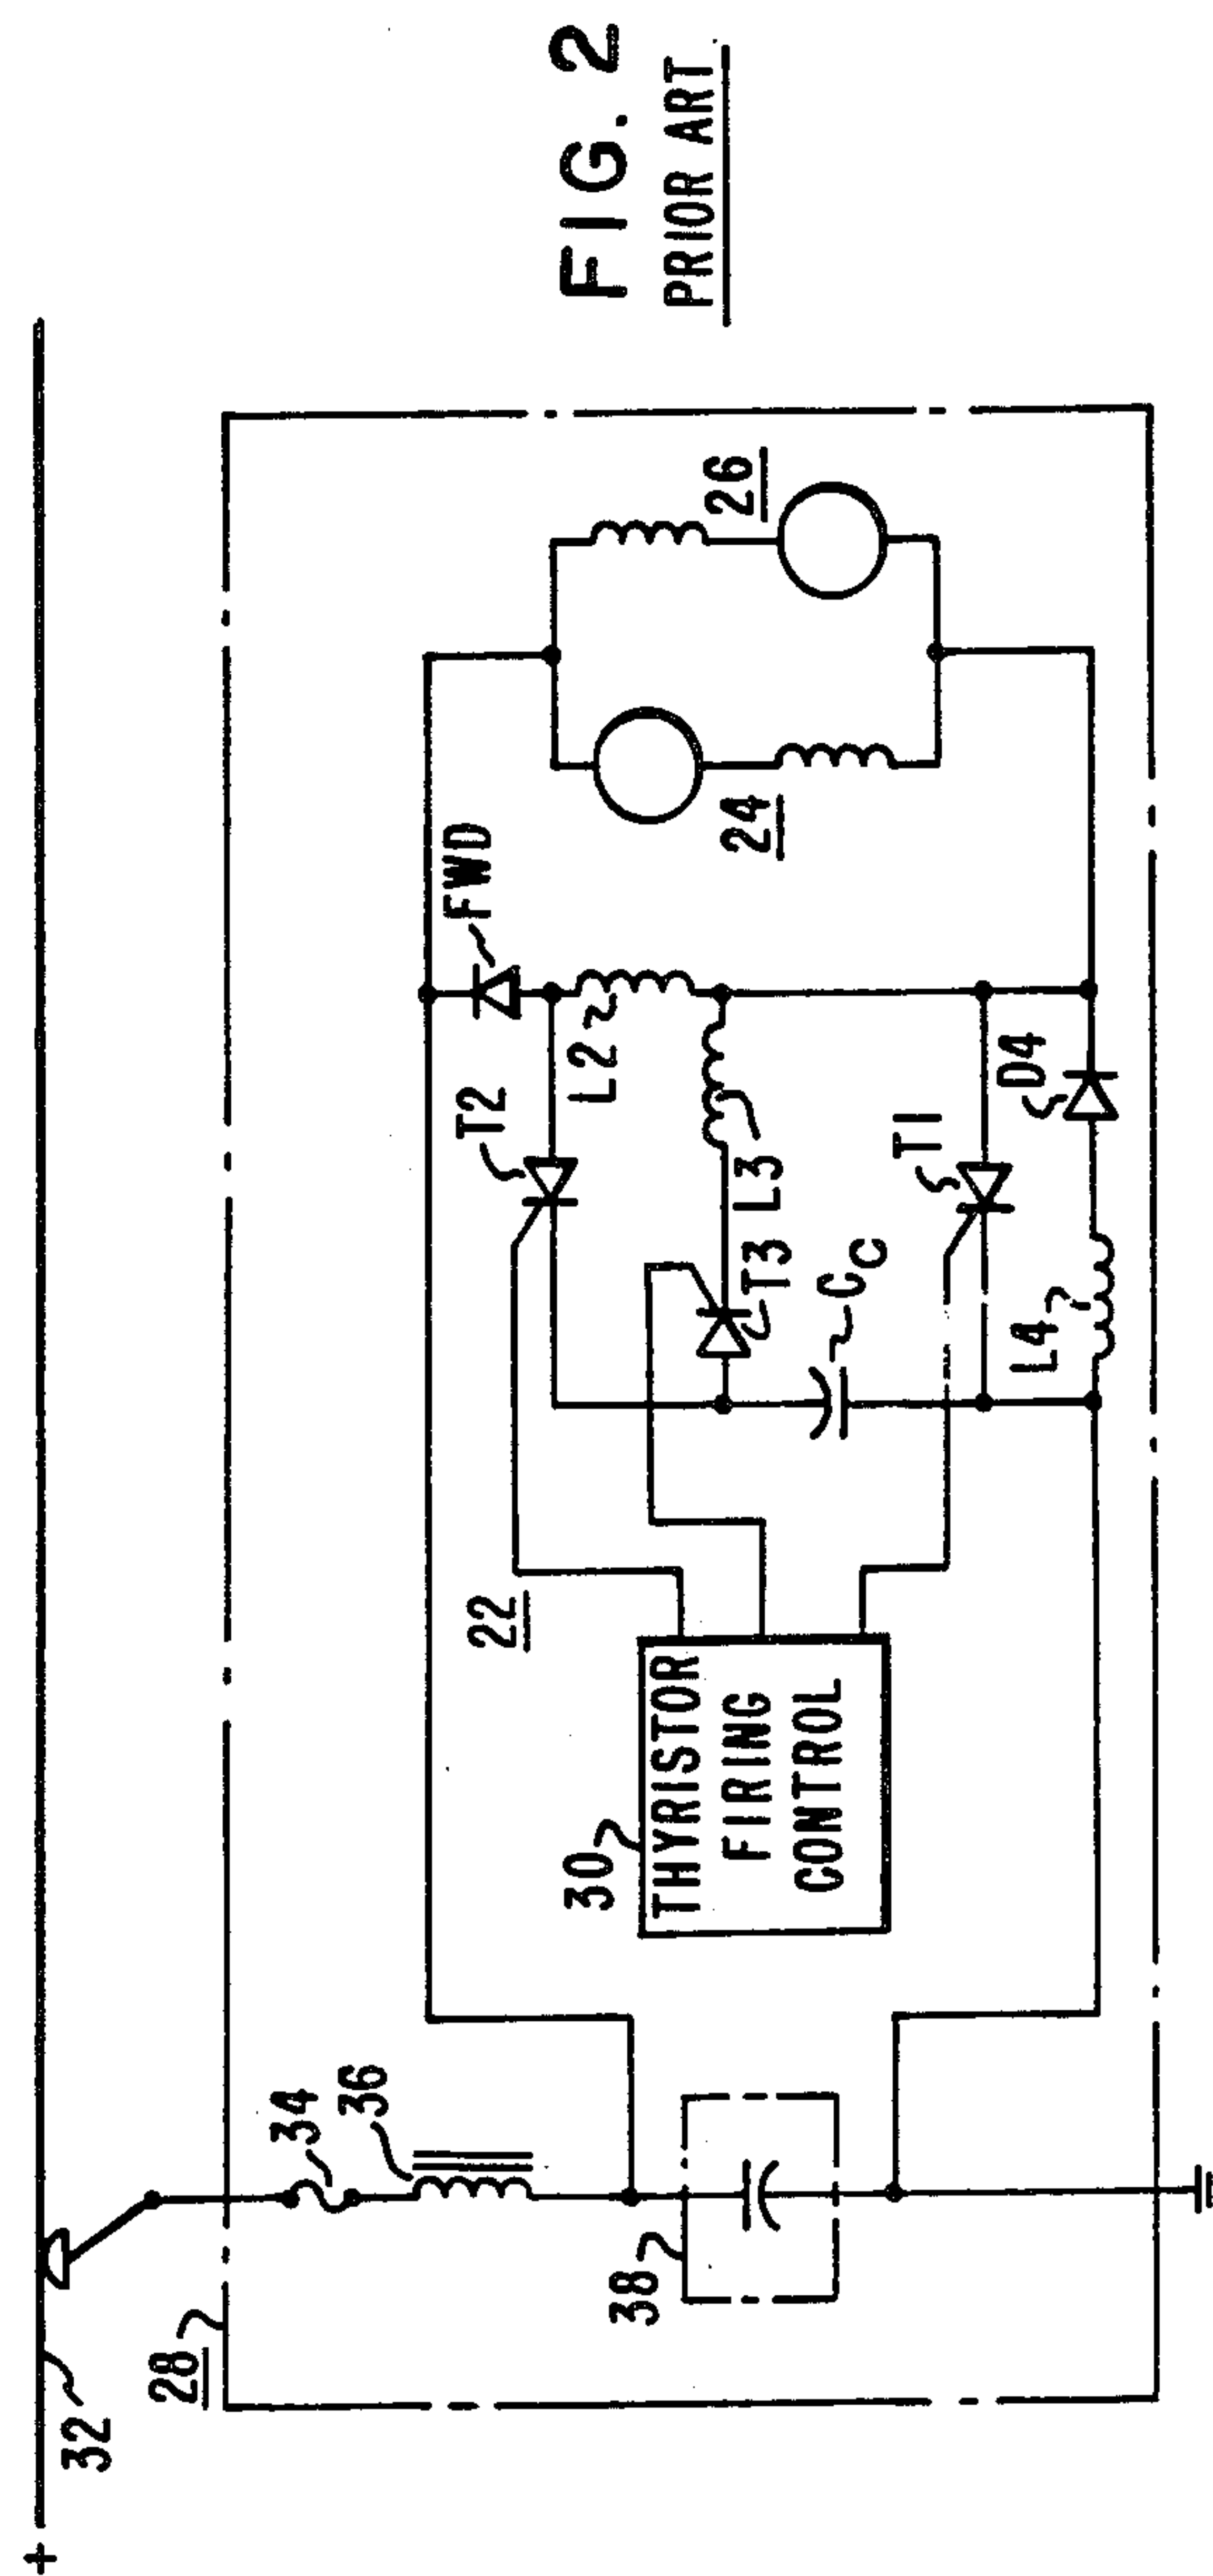 FIG. 2
PRIOR ART
+
32
28
34
36
38
30
THYRISTOR
FIRING
CONTROL
22
T2
FWD
L2
T3
L3
CC
T1
L4
D4
24
26